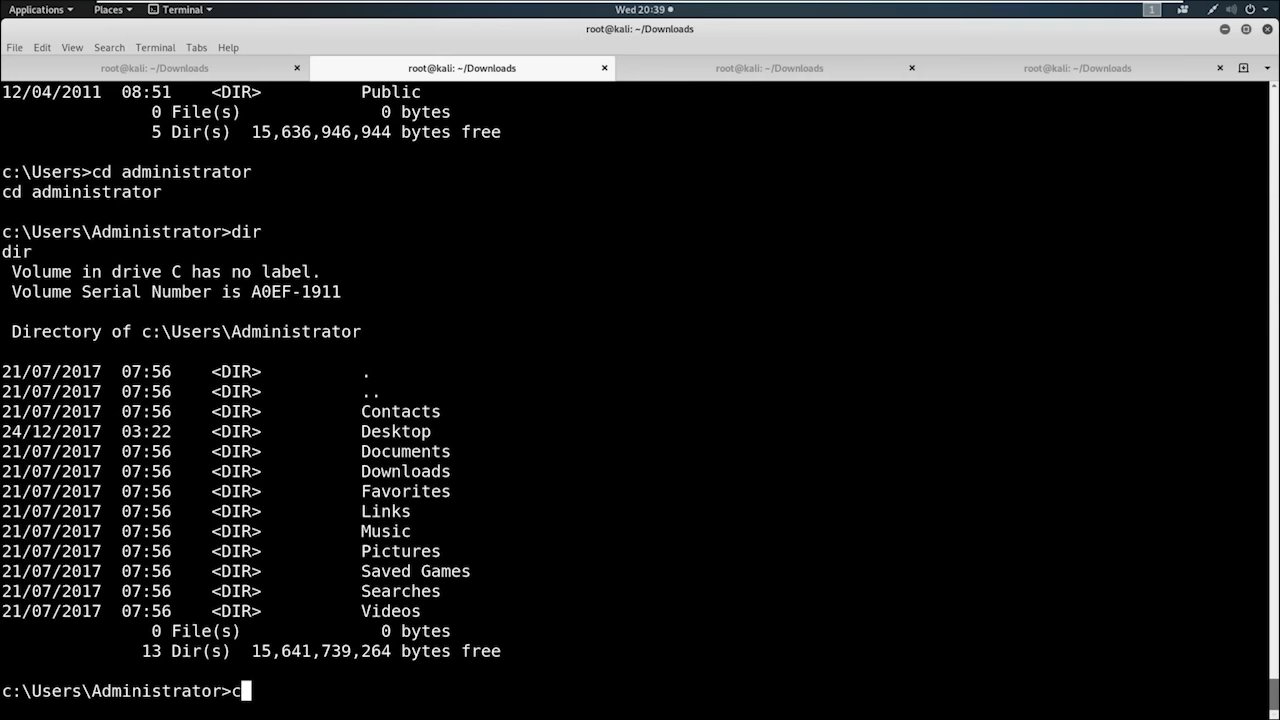 Applications Places Terminal Wed 20:39 1
root@kali: ~/Downloads
File Edit View Search Terminal Tabs Help
root@kali: ~/Downloads × root@kali: ~/Downloads × root@kali: ~/Downloads × root@kali: ~/Downloads ×
12/04/2011  08:51    <DIR>          Public
               0 File(s)              0 bytes
               5 Dir(s)  15,636,946,944 bytes free
c:\Users>cd administrator
cd administrator
c:\Users\Administrator>dir
dir
 Volume in drive C has no label.
 Volume Serial Number is A0EF-1911
 Directory of c:\Users\Administrator
21/07/2017  07:56    <DIR>          .
21/07/2017  07:56    <DIR>          ..
21/07/2017  07:56    <DIR>          Contacts
24/12/2017  03:22    <DIR>          Desktop
21/07/2017  07:56    <DIR>          Documents
21/07/2017  07:56    <DIR>          Downloads
21/07/2017  07:56    <DIR>          Favorites
21/07/2017  07:56    <DIR>          Links
21/07/2017  07:56    <DIR>          Music
21/07/2017  07:56    <DIR>          Pictures
21/07/2017  07:56    <DIR>          Saved Games
21/07/2017  07:56    <DIR>          Searches
21/07/2017  07:56    <DIR>          Videos
               0 File(s)              0 bytes
              13 Dir(s)  15,641,739,264 bytes free
c:\Users\Administrator>c